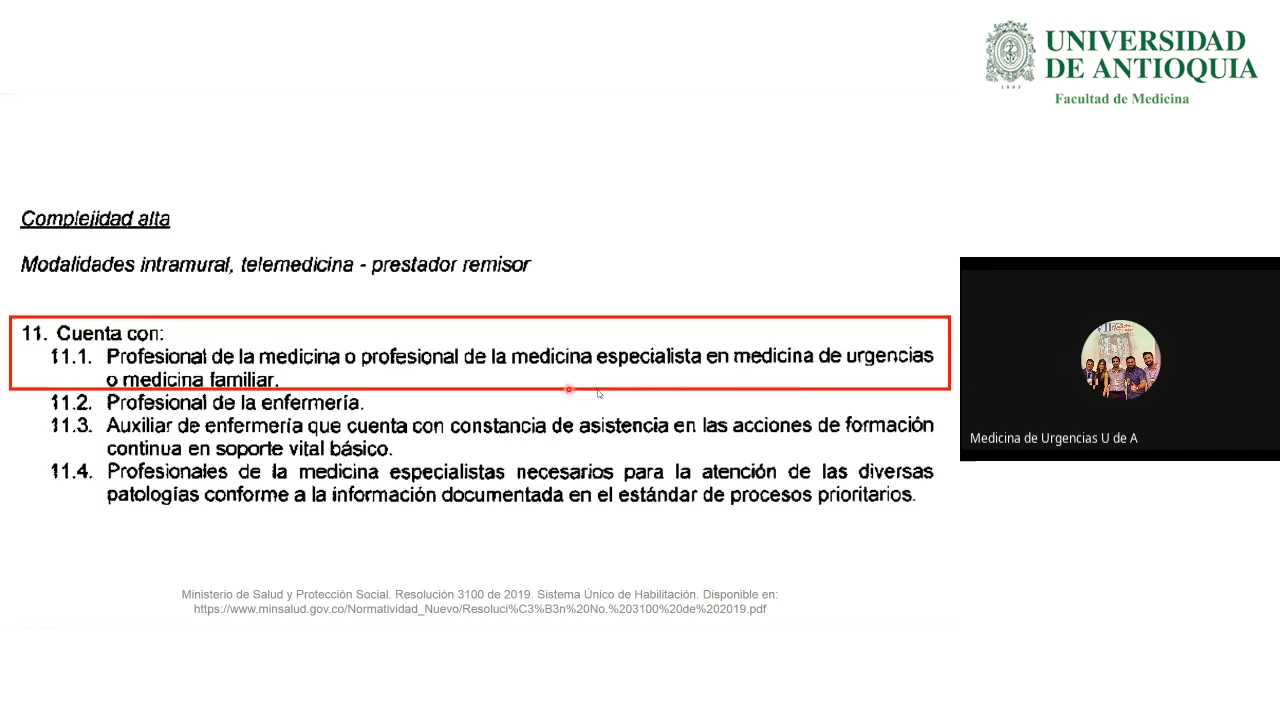 UNIVERSIDAD
DE ANTIOQUIA
1803
Facultad de Medicina
Complejidad alta
Modalidades intramural, telemedicina - prestador remisor
11. Cuenta con:
11.1. Profesional de la medicina o profesional de la medicina especialista en medicina de urgencias
o medicina familiar.
11.2. Profesional de la enfermería.
11.3. Auxiliar de enfermería que cuenta con constancia de asistencia en las acciones de formación
continua en soporte vital básico.
11.4. Profesionales de la medicina especialistas necesarios para la atención de las diversas
patologías conforme a la información documentada en el estándar de procesos prioritarios.
Medicina de Urgencias U de A
Ministerio de Salud y Protección Social. Resolución 3100 de 2019. Sistema Único de Habilitación. Disponible en:
https://www.minsalud.gov.co/Normatividad_Nuevo/Resoluci%C3%B3n%20No.%203100%20de%202019.pdf